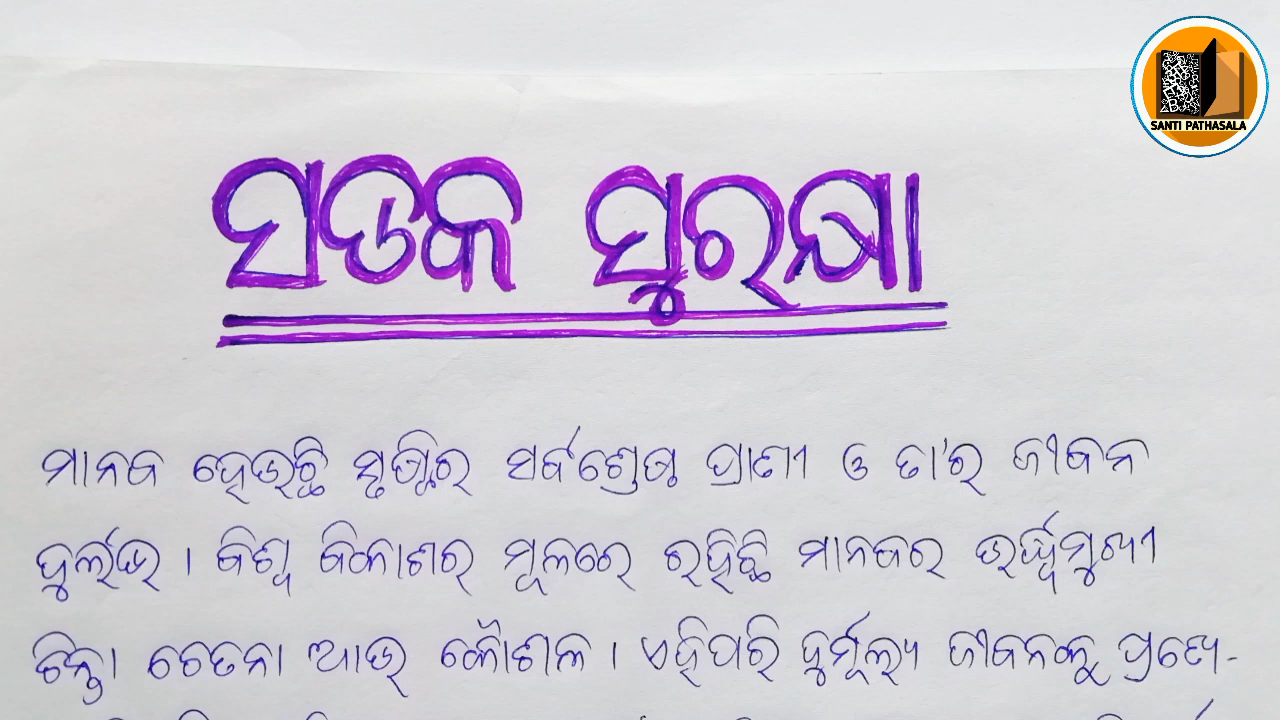 SANTI PATHASALA
ସଡକ ସୁରକ୍ଷା
ମାନବ ହେଉଛି ସୃଷ୍ଟିର ସର୍ବଶ୍ରେଷ୍ଠ ପ୍ରାଣୀ ଓ ତା'ର ଜୀବନ
ଦୁର୍ଲଭ । ବିଶ୍ୱ ବିକାଶର ମୂଳରେ ରହିଛି ମାନବର ଊର୍ଦ୍ଧ୍ୱମୁଖୀ
ଚିନ୍ତା ଚେତନା ଆଉ କୌଶଳ । ଏହିପରି ଦୁର୍ମୂଲ୍ୟ ଜୀବନକୁ ପ୍ରତ୍ୟେ-